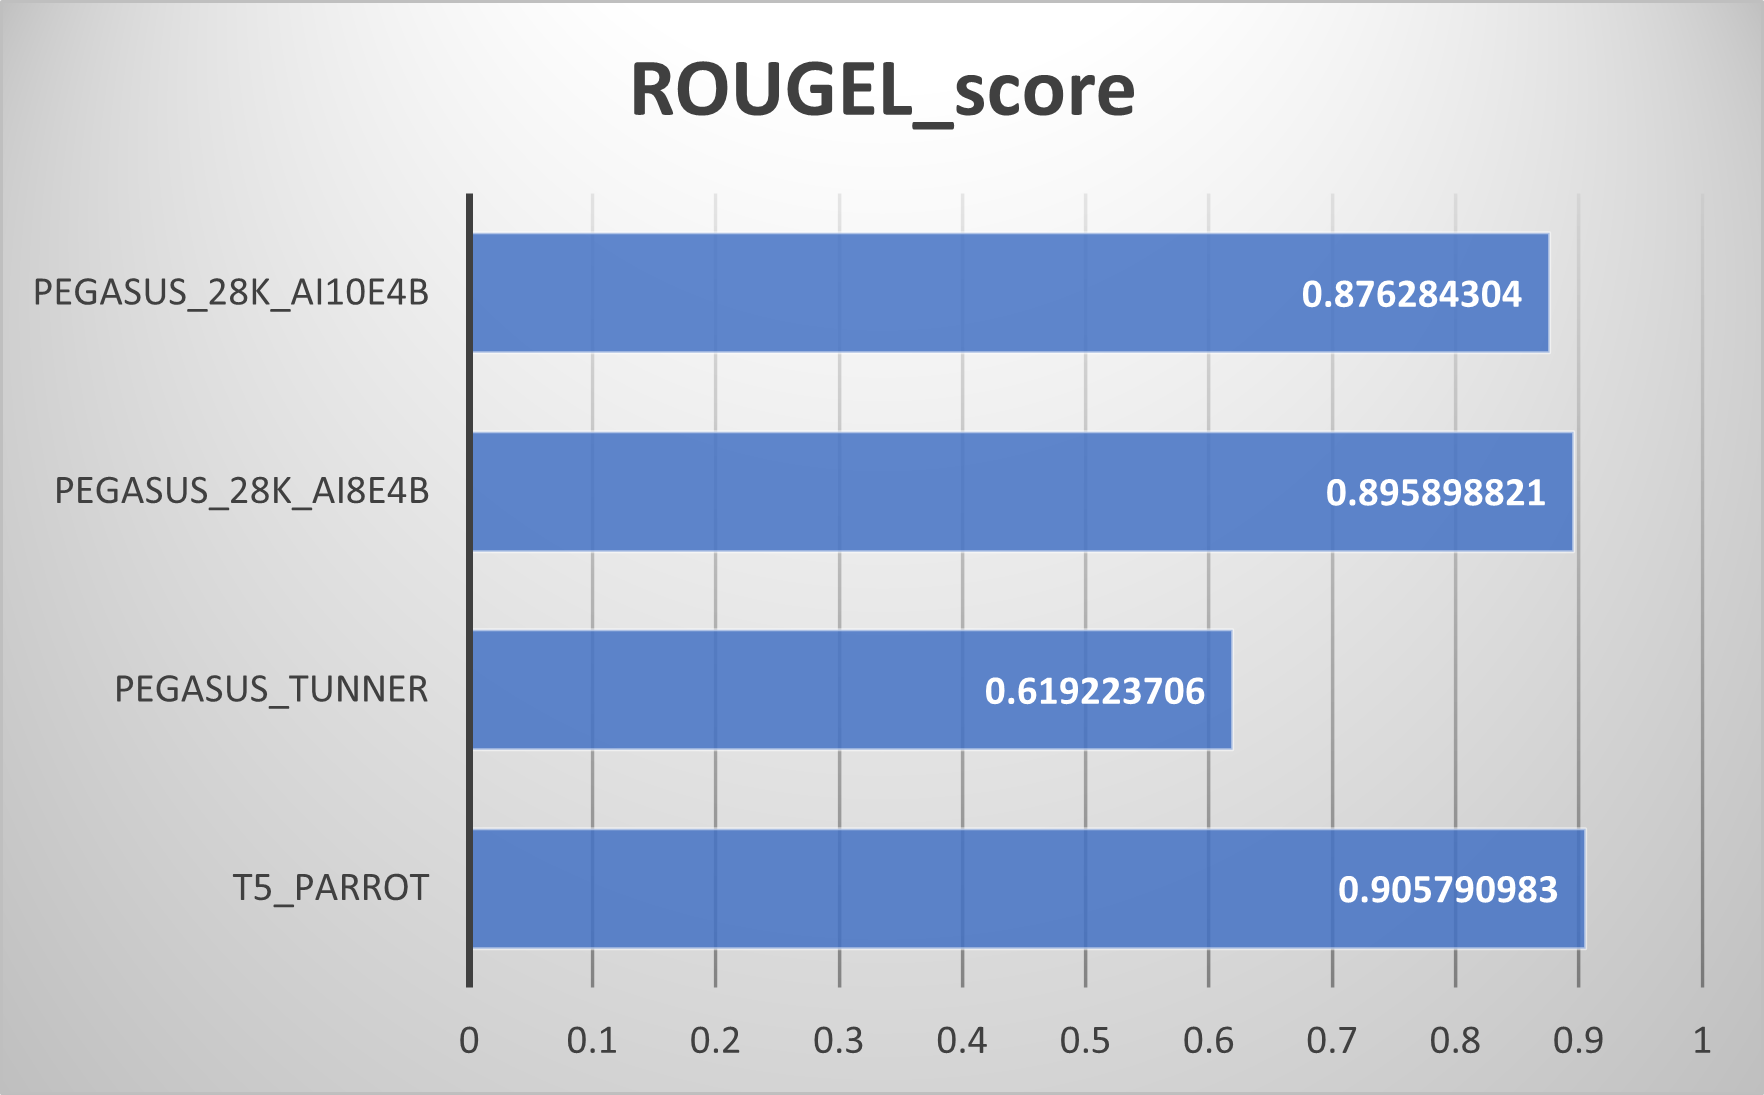 ROUGEL_score
PEGASUS_28K_AI10E4B
0.876284304
PEGASUS_28K_AI8E4B
0.895898821
PEGASUS_TUNNER
0.619223706
T5_PARROT
0.905790983
0 0.1 0.2 0.3 0.4 0.5 0.6 0.7 0.8 0.9 1